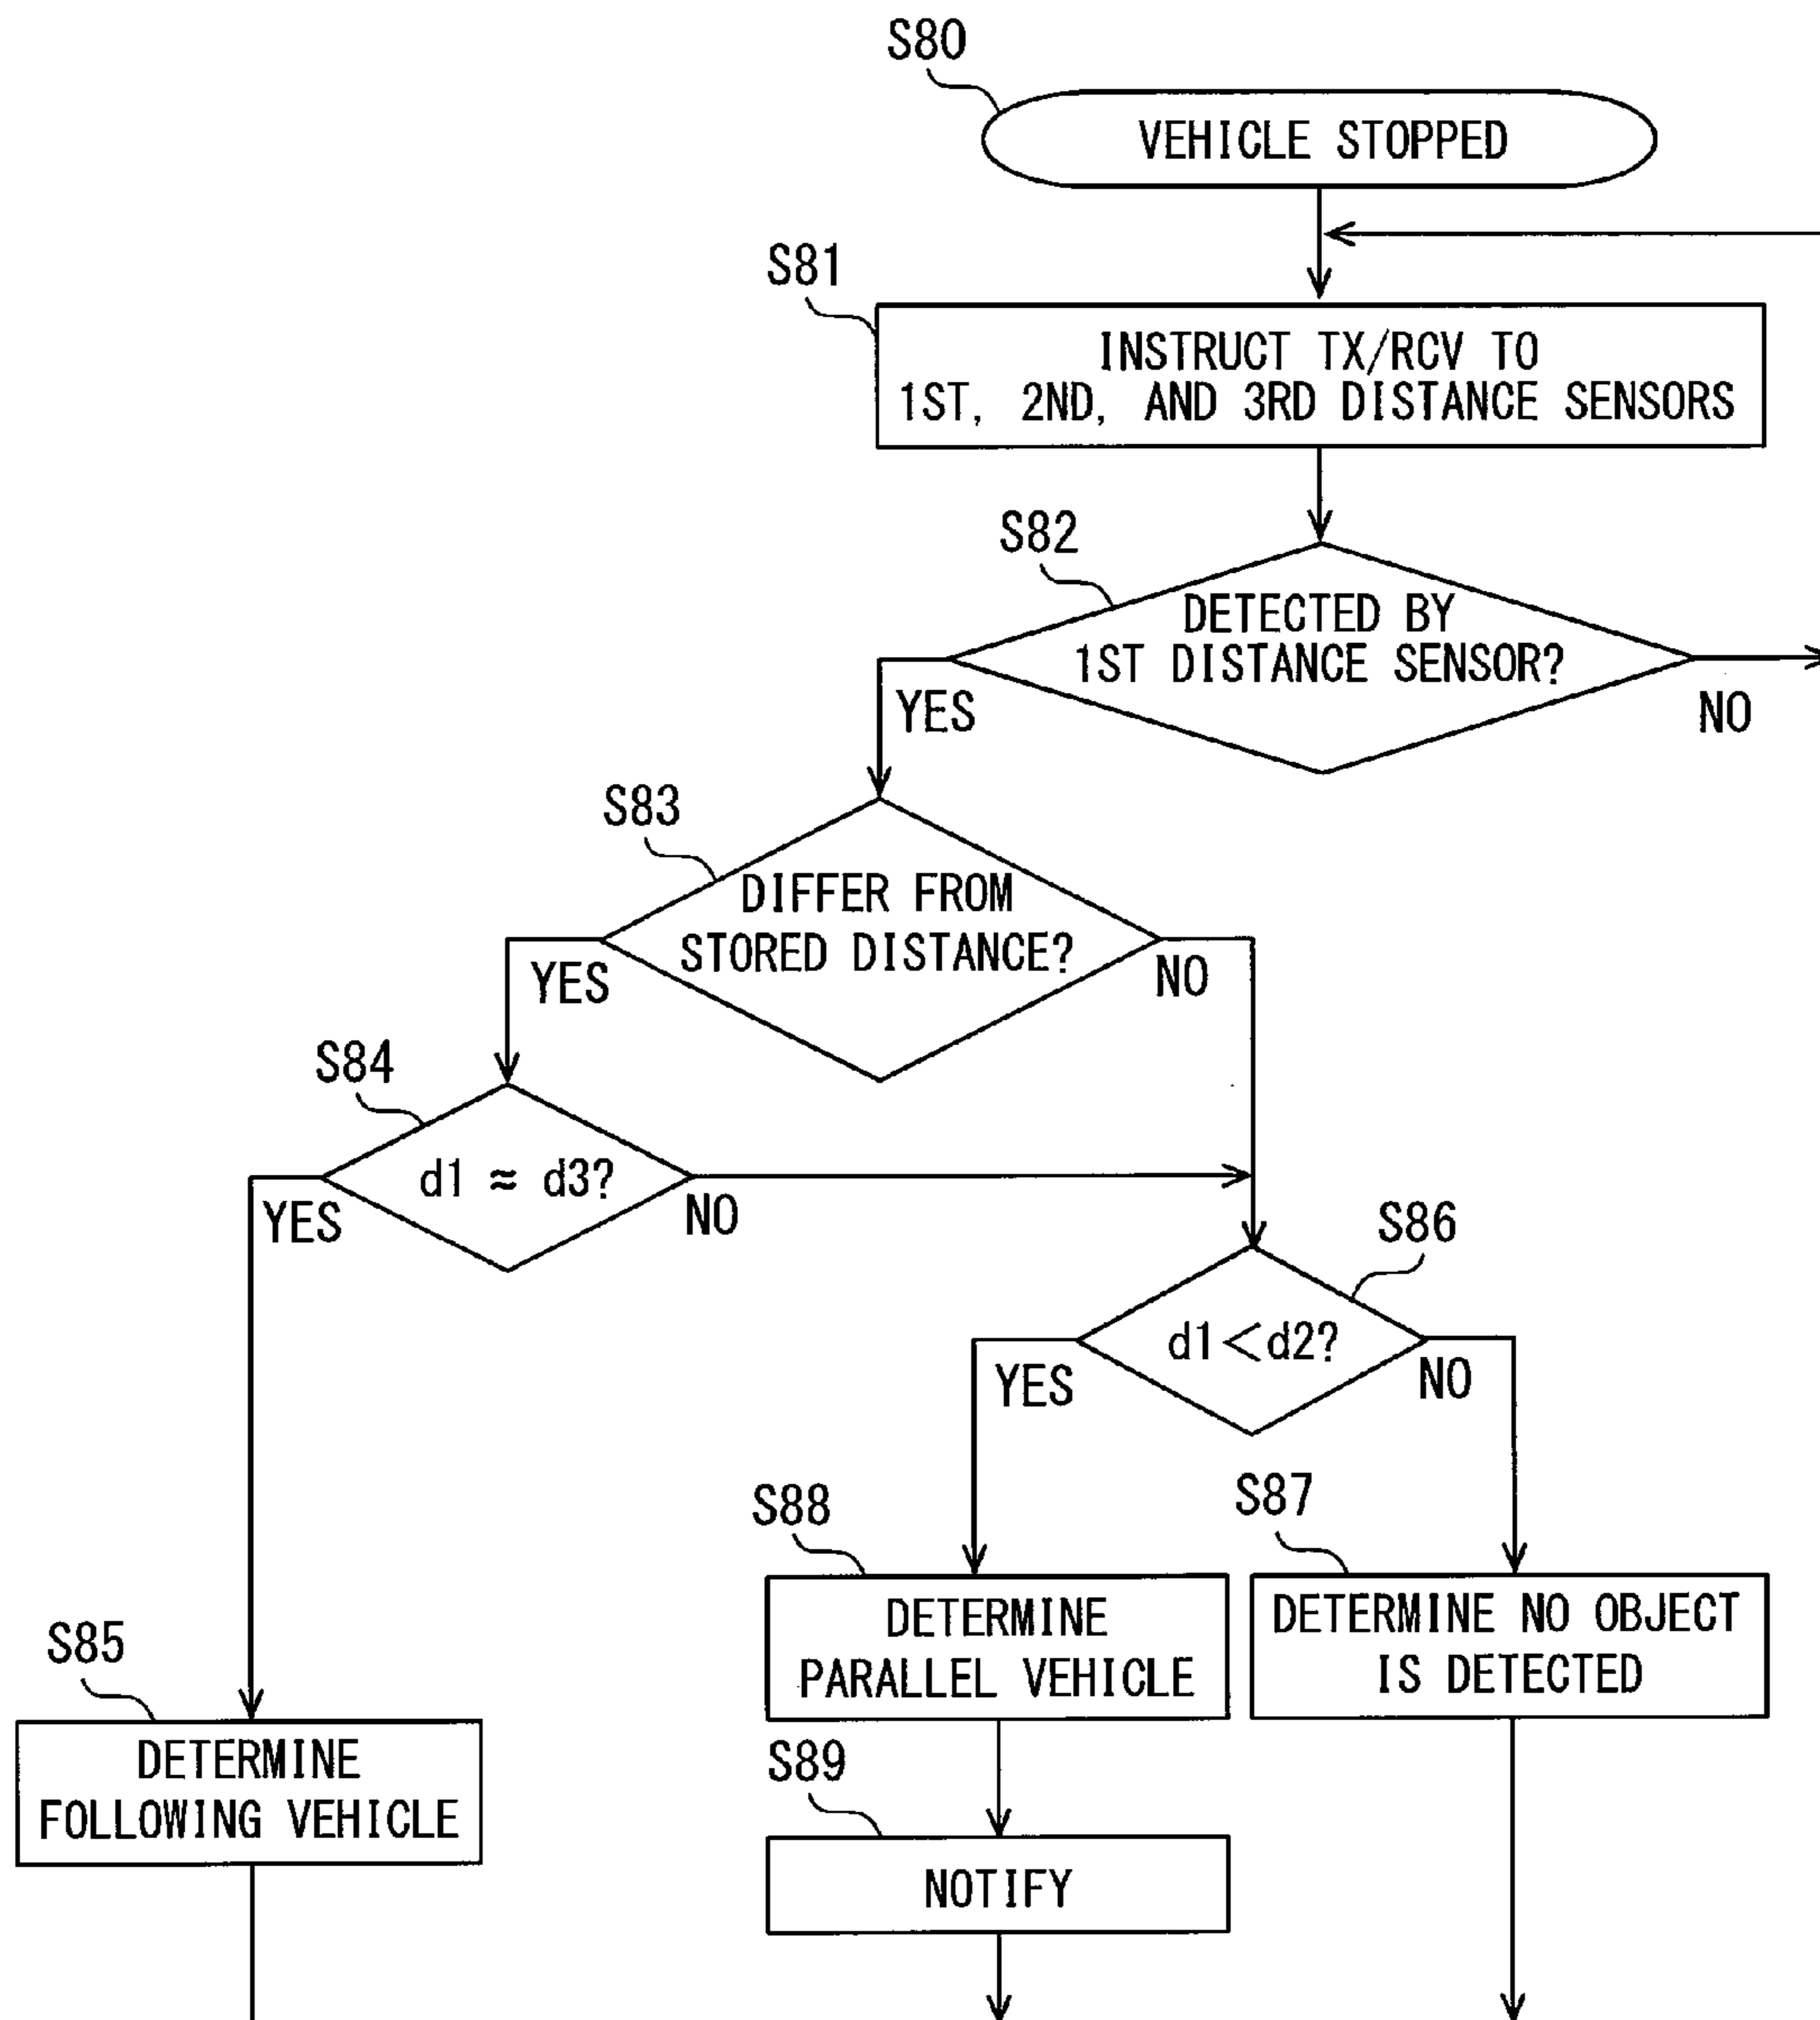 S80
VEHICLE STOPPED
S81
INSTRUCT TX/RCV TO
1ST, 2ND, AND 3RD DISTANCE SENSORS
S82
DETECTED BY
1ST DISTANCE SENSOR?
YES
NO
S83
DIFFER FROM
STORED DISTANCE?
YES
NO
S84
d1 ≈ d3?
YES
NO
S86
d1<d2?
YES
NO
S88
DETERMINE
PARALLEL VEHICLE
S87
DETERMINE NO OBJECT
IS DETECTED
S85
DETERMINE
FOLLOWING VEHICLE
S89
NOTIFY